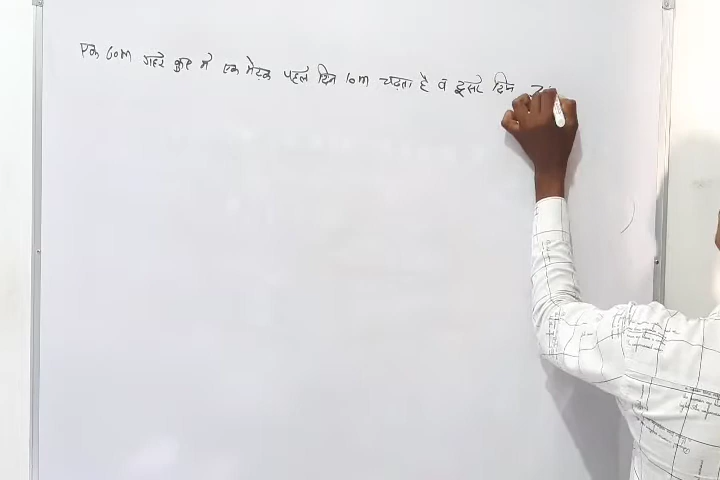 एक 60m गहरे कुए मे एक मेंढक पहले दिन 10m चढ़ता है व दूसरे दिन